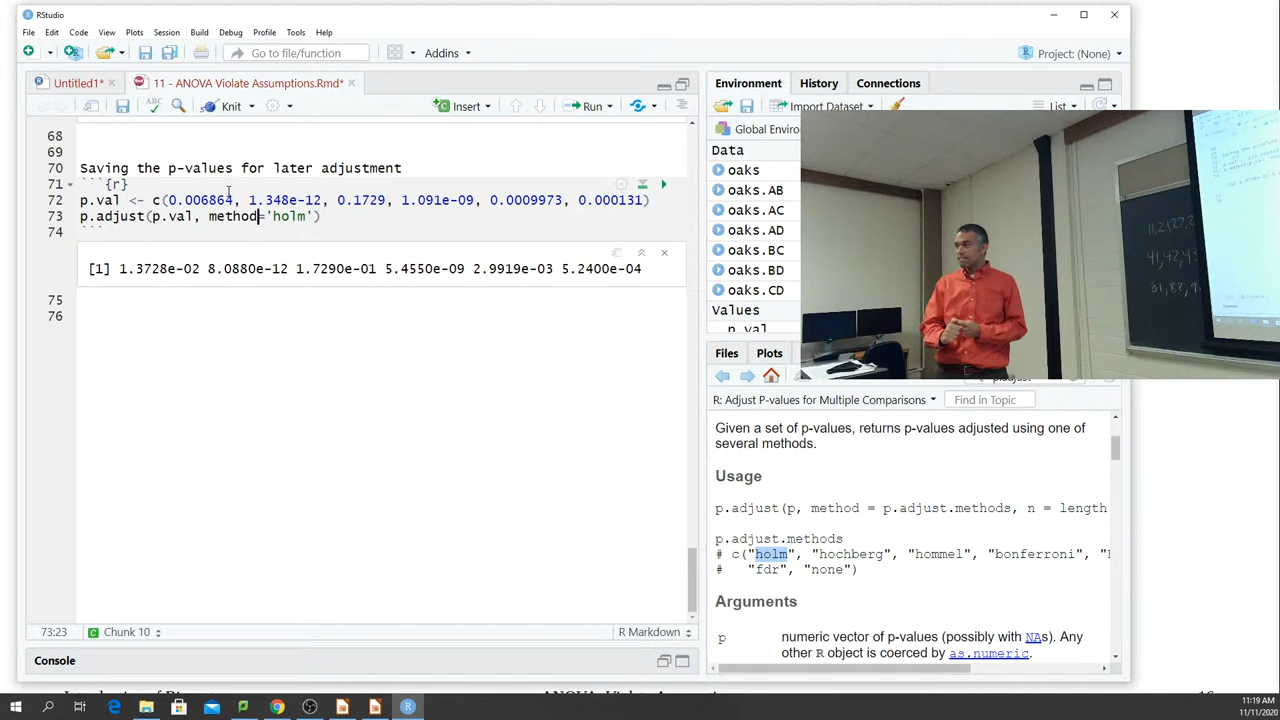 RStudio
File Edit Code View Plots Session Build Debug Profile Tools Help
Go to file/function
Addins
Project: (None)
Untitled1*
11 - ANOVA Violate Assumptions.Rmd*
Knit
Insert
Run
68
69
70 Saving the p-values for later adjustment
71 ```{r}
72 p.val <- c(0.006864, 1.348e-12, 0.1729, 1.091e-09, 0.0009973, 0.000131)
73 p.adjust(p.val, method='holm')
74 ```
[1] 1.3728e-02 8.0880e-12 1.7290e-01 5.4550e-09 2.9919e-03 5.2400e-04
75
76
73:23
Chunk 10
R Markdown
Console
Environment History Connections
Import Dataset
List
Global Enviro
Data
oaks
oaks.AB
oaks.AC
oaks.AD
oaks.BC
oaks.BD
oaks.CD
Values
p.val
Files Plots
R: Adjust P-values for Multiple Comparisons
Find in Topic
Given a set of p-values, returns p-values adjusted using one of
several methods.
Usage
p.adjust(p, method = p.adjust.methods, n = length
p.adjust.methods
# c("holm", "hochberg", "hommel", "bonferroni",
# "fdr", "none")
Arguments
p numeric vector of p-values (possibly with NAs). Any
other R object is coerced by as.numeric.
11:19 AM
11/11/2020